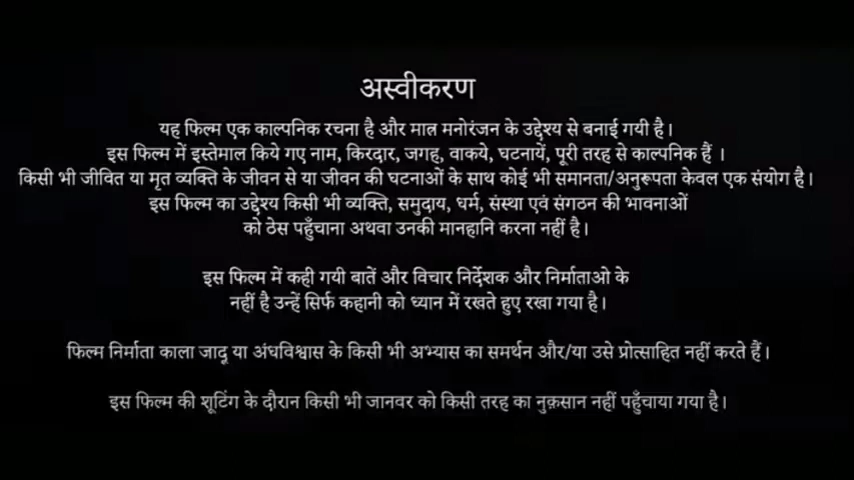 अस्वीकरण
यह फिल्म एक काल्पनिक रचना है और मात्र मनोरंजन के उद्देश्य से बनाई गयी है।
इस फिल्म में इस्तेमाल किये गए नाम, किरदार, जगह, वाकये, घटनायें, पूरी तरह से काल्पनिक हैं ।
किसी भी जीवित या मृत व्यक्ति के जीवन से या जीवन की घटनाओं के साथ कोई भी समानता/अनुरूपता केवल एक संयोग है।
इस फिल्म का उद्देश्य किसी भी व्यक्ति, समुदाय, धर्म, संस्था एवं संगठन की भावनाओं
को ठेस पहुँचाना अथवा उनकी मानहानि करना नहीं है।
इस फिल्म में कही गयी बातें और विचार निर्देशक और निर्माताओ के
नहीं है उन्हें सिर्फ कहानी को ध्यान में रखते हुए रखा गया है।
फिल्म निर्माता काला जादू या अंधविश्वास के किसी भी अभ्यास का समर्थन और/या उसे प्रोत्साहित नहीं करते हैं।
इस फिल्म की शूटिंग के दौरान किसी भी जानवर को किसी तरह का नुक़सान नहीं पहुँचाया गया है।